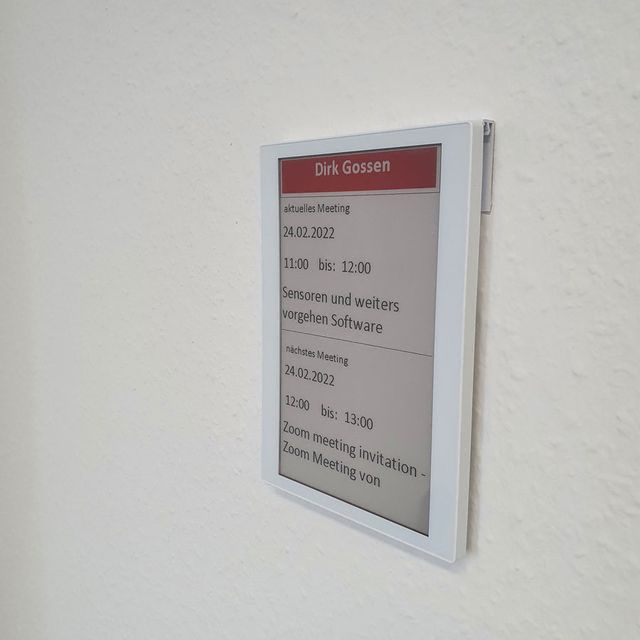 Dirk Gossen
aktuelles Meeting
24.02.2022
11:00 bis: 12:00
Sensoren und weiters
vorgehen Software
nächstes Meeting
24.02.2022
12:00 bis: 13:00
Zoom meeting invitation -
Zoom Meeting von